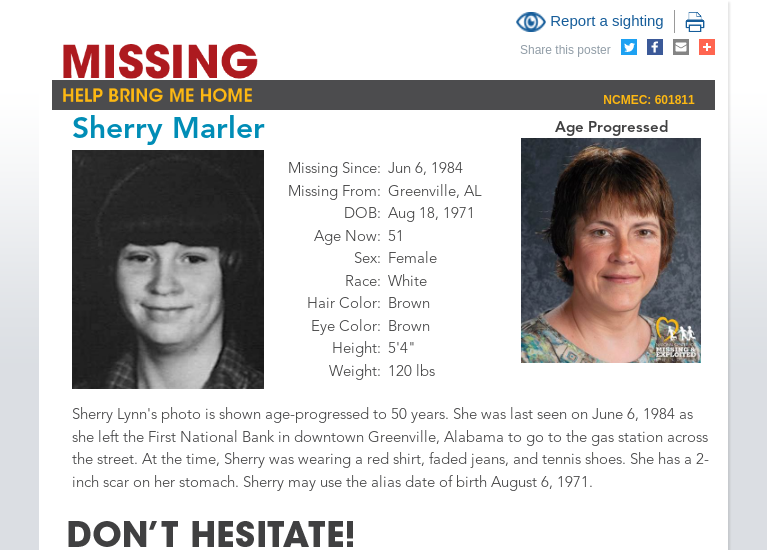 Report a sighting
Share this poster
MISSING
HELP BRING ME HOME
NCMEC: 601811
Sherry Marler
Age Progressed
Missing Since: Jun 6, 1984
Missing From: Greenville, AL
DOB: Aug 18, 1971
Age Now: 51
Sex: Female
Race: White
Hair Color: Brown
Eye Color: Brown
Height: 5'4"
Weight: 120 lbs
MISSING &
EXPLOITED
Sherry Lynn's photo is shown age-progressed to 50 years. She was last seen on June 6, 1984 as
she left the First National Bank in downtown Greenville, Alabama to go to the gas station across
the street. At the time, Sherry was wearing a red shirt, faded jeans, and tennis shoes. She has a 2-
inch scar on her stomach. Sherry may use the alias date of birth August 6, 1971.
DON'T HESITATE!